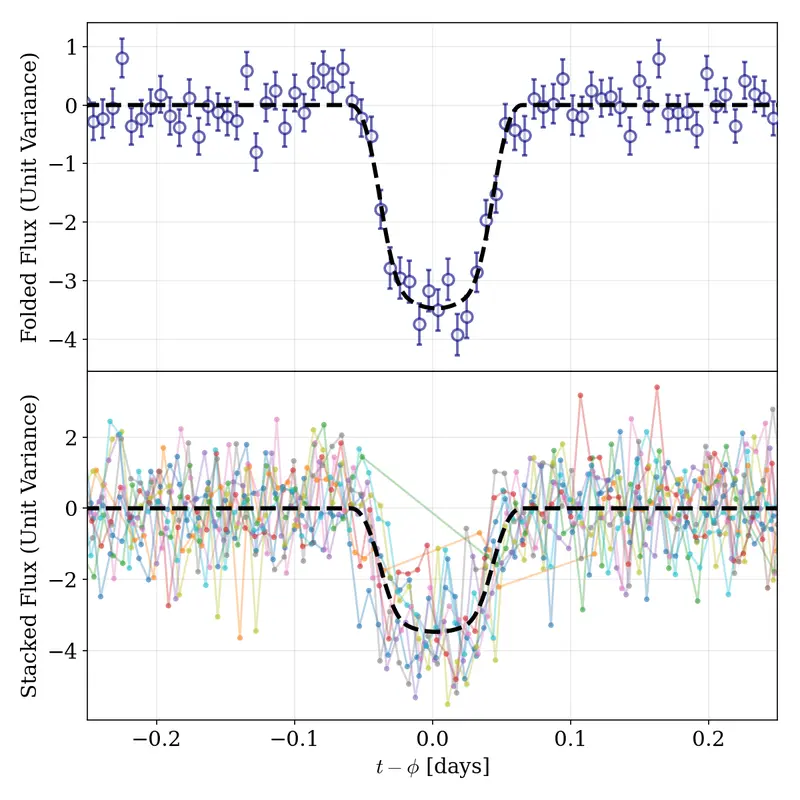 Folded Flux (Unit Variance)
1
0
−1
−2
−3
−4
Stacked Flux (Unit Variance)
2
0
−2
−4
−0.2 −0.1 0.0 0.1 0.2
t − ϕ [days]